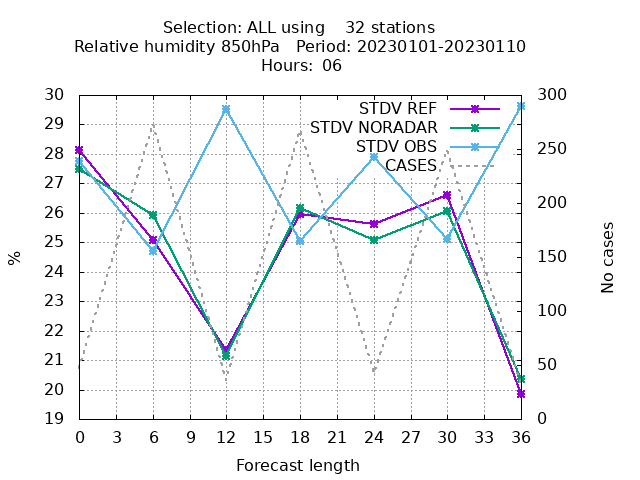 Selection: ALL using    32 stations
Relative humidity 850hPa   Period: 20230101-20230110
Hours: 06
STDV REF
STDV NORADAR
STDV OBS
CASES
30
29
28
27
26
25
24
23
22
21
20
19
%
300
250
200
150
100
50
0
No cases
0 3 6 9 12 15 18 21 24 27 30 33 36
Forecast length